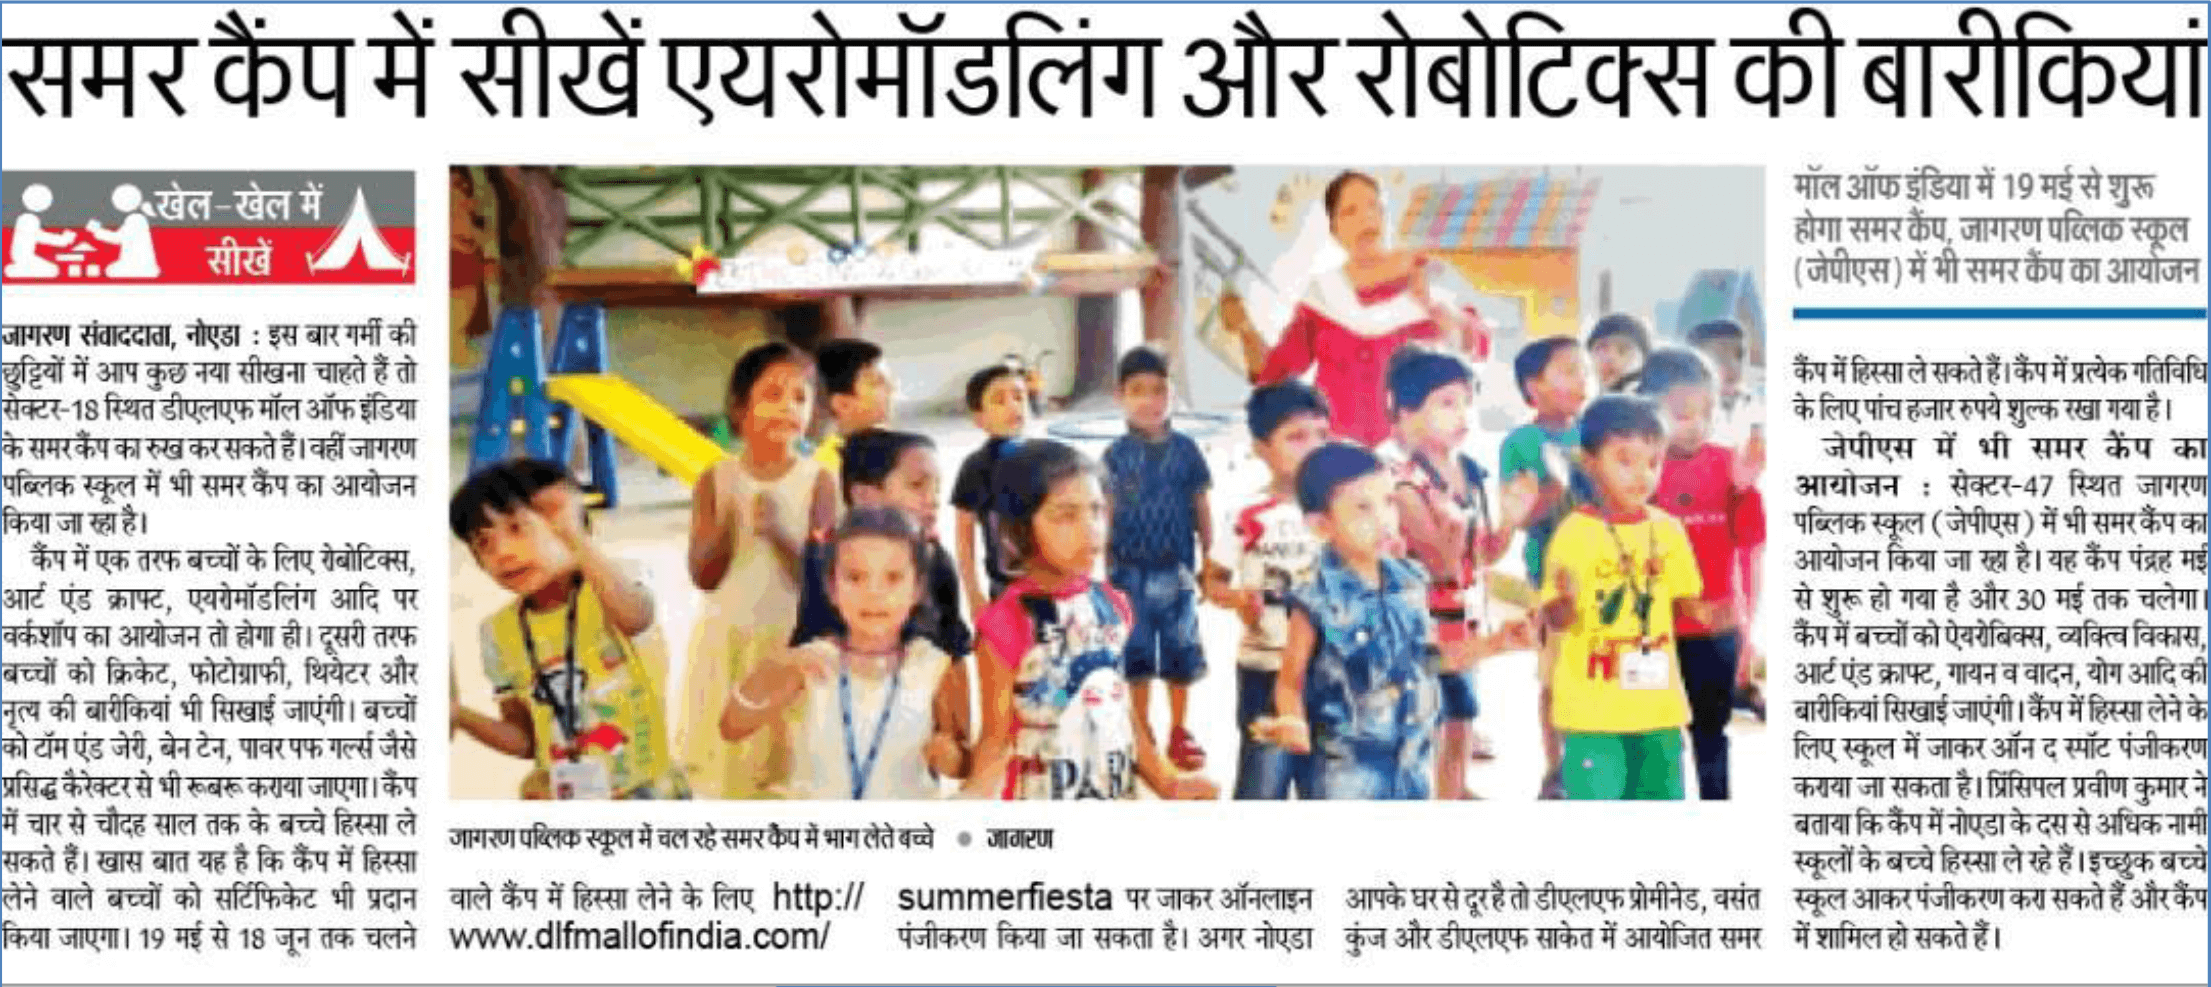 समर कैंप में सीखें एयरोमॉडलिंग और रोबोटिक्स की बारीकियां
खेल-खेल में
सीखें
जागरण संवाददाता, नोएडा : इस बार गर्मी की
छुट्टियों में आप कुछ नया सीखना चाहते हैं तो
सेक्टर-18 स्थित डीएलएफ मॉल ऑफ इंडिया
के समर कैंप का रुख कर सकते हैं। वहीं जागरण
पब्लिक स्कूल में भी समर कैंप का आयोजन
किया जा रहा है।
कैंप में एक तरफ बच्चों के लिए रोबोटिक्स,
आर्ट एंड क्राफ्ट, एयरोमॉडलिंग आदि पर
वर्कशॉप का आयोजन तो होगा ही। दूसरी तरफ
बच्चों को क्रिकेट, फोटोग्राफी, थियेटर और
नृत्य की बारीकियां भी सिखाई जाएंगी। बच्चों
को टॉम एंड जेरी, बेन टेन, पावर पफ गर्ल्स जैसे
प्रसिद्ध कैरेक्टर से भी रूबरू कराया जाएगा। कैंप
में चार से चौदह साल तक के बच्चे हिस्सा ले
सकते हैं। खास बात यह है कि कैंप में हिस्सा
लेने वाले बच्चों को सर्टिफिकेट भी प्रदान
किया जाएगा। 19 मई से 18 जून तक चलने
जागरण पब्लिक स्कूल में चल रहे समर कैंप में भाग लेते बच्चे ● जागरण
वाले कैंप में हिस्सा लेने के लिए http://
www.dlfmallofindia.com/
summerfiesta पर जाकर ऑनलाइन
पंजीकरण किया जा सकता है। अगर नोएडा
आपके घर से दूर है तो डीएलएफ प्रोमीनेड, वसंत
कुंज और डीएलएफ साकेत में आयोजित समर
मॉल ऑफ इंडिया में 19 मई से शुरू
होगा समर कैंप, जागरण पब्लिक स्कूल
(जेपीएस) में भी समर कैंप का आयोजन
कैंप में हिस्सा ले सकते हैं। कैंप में प्रत्येक गतिविधि
के लिए पांच हजार रुपये शुल्क रखा गया है।
जेपीएस में भी समर कैंप का
आयोजन : सेक्टर-47 स्थित जागरण
पब्लिक स्कूल (जेपीएस) में भी समर कैंप का
आयोजन किया जा रहा है। यह कैंप पंद्रह मई
से शुरू हो गया है और 30 मई तक चलेगा।
कैंप में बच्चों को ऐयरोबिक्स, व्यक्त्वि विकास,
आर्ट एंड क्राफ्ट, गायन व वादन, योग आदि की
बारीकियां सिखाई जाएंगी। कैंप में हिस्सा लेने के
लिए स्कूल में जाकर ऑन द स्पॉट पंजीकरण
कराया जा सकता है। प्रिंसिपल प्रवीण कुमार ने
बताया कि कैंप में नोएडा के दस से अधिक नामी
स्कूलों के बच्चे हिस्सा ले रहे हैं। इच्छुक बच्चे
स्कूल आकर पंजीकरण करा सकते हैं और कैंप
में शामिल हो सकते हैं।